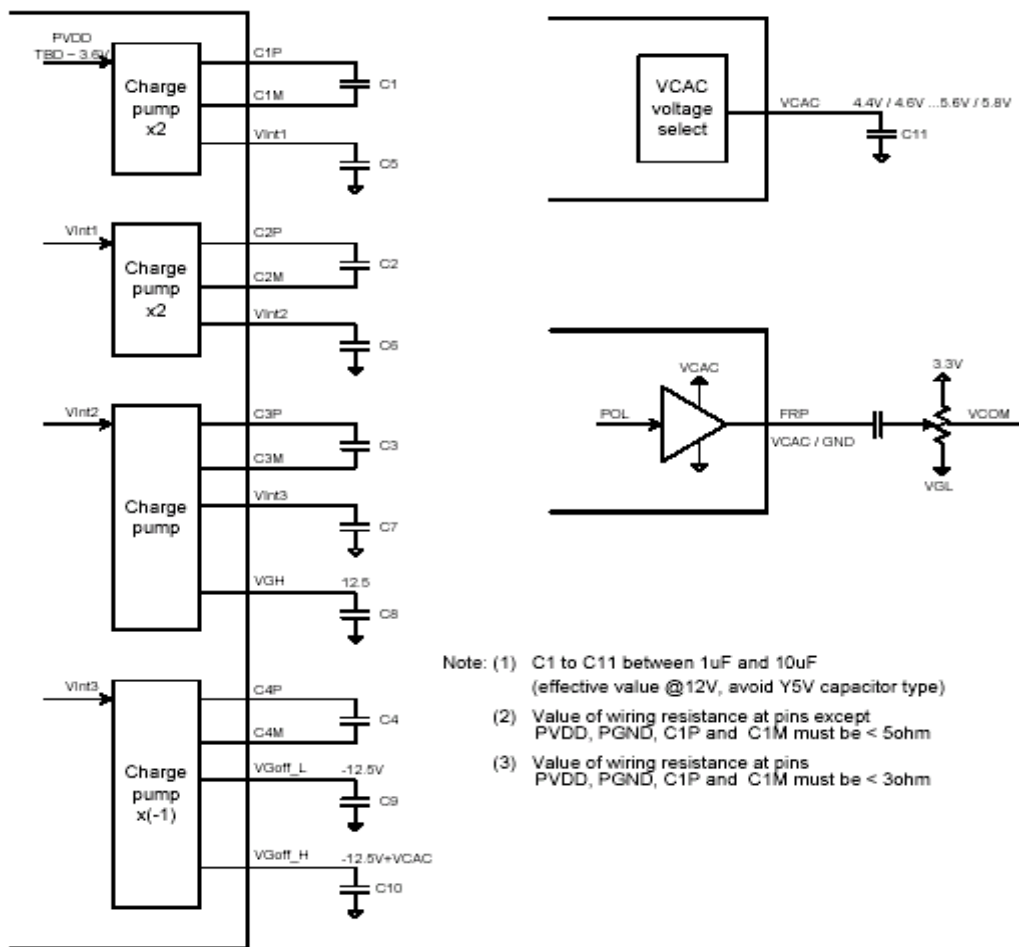 PVDD
TBD ~ 3.6V
Charge
pump
x2
C1P
C1M
C1
VInt1
C5
VInt1
Charge
pump
x2
C2P
C2M
C2
VInt2
C6
VInt2
Charge
pump
C3P
C3M
C3
VInt3
C7
VGH
12.5
C8
VInt3
Charge
pump
x(-1)
C4P
C4M
C4
VGoff_L
-12.5V
C9
VGoff_H
-12.5V+VCAC
C10
VCAC
voltage
select
VCAC
4.4V / 4.6V ...5.6V / 5.8V
C11
POL
VCAC
FRP
VCAC / GND
3.3V
VCOM
VGL
Note: (1) C1 to C11 between 1uF and 10uF
(effective value @12V, avoid Y5V capacitor type)
(2) Value of wiring resistance at pins except
PVDD, PGND, C1P and C1M must be < 5ohm
(3) Value of wiring resistance at pins
PVDD, PGND, C1P and C1M must be < 3ohm